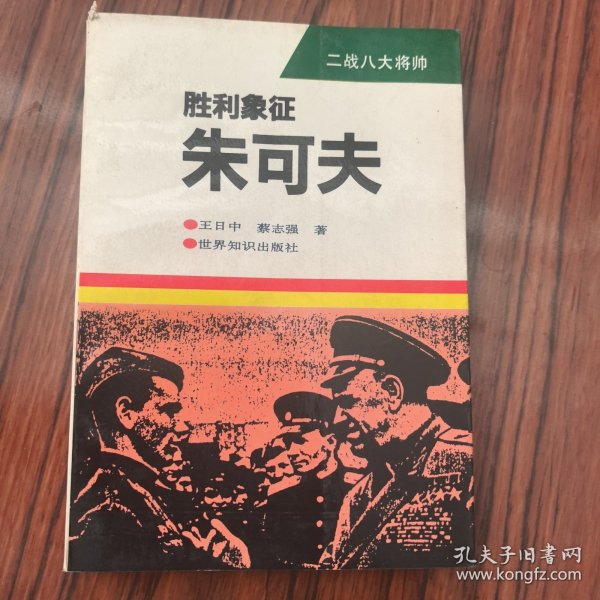 二战八大将帅
胜利象征
朱可夫
王日中 蔡志强 著
世界知识出版社
孔夫子旧书网
www.kongfz.com